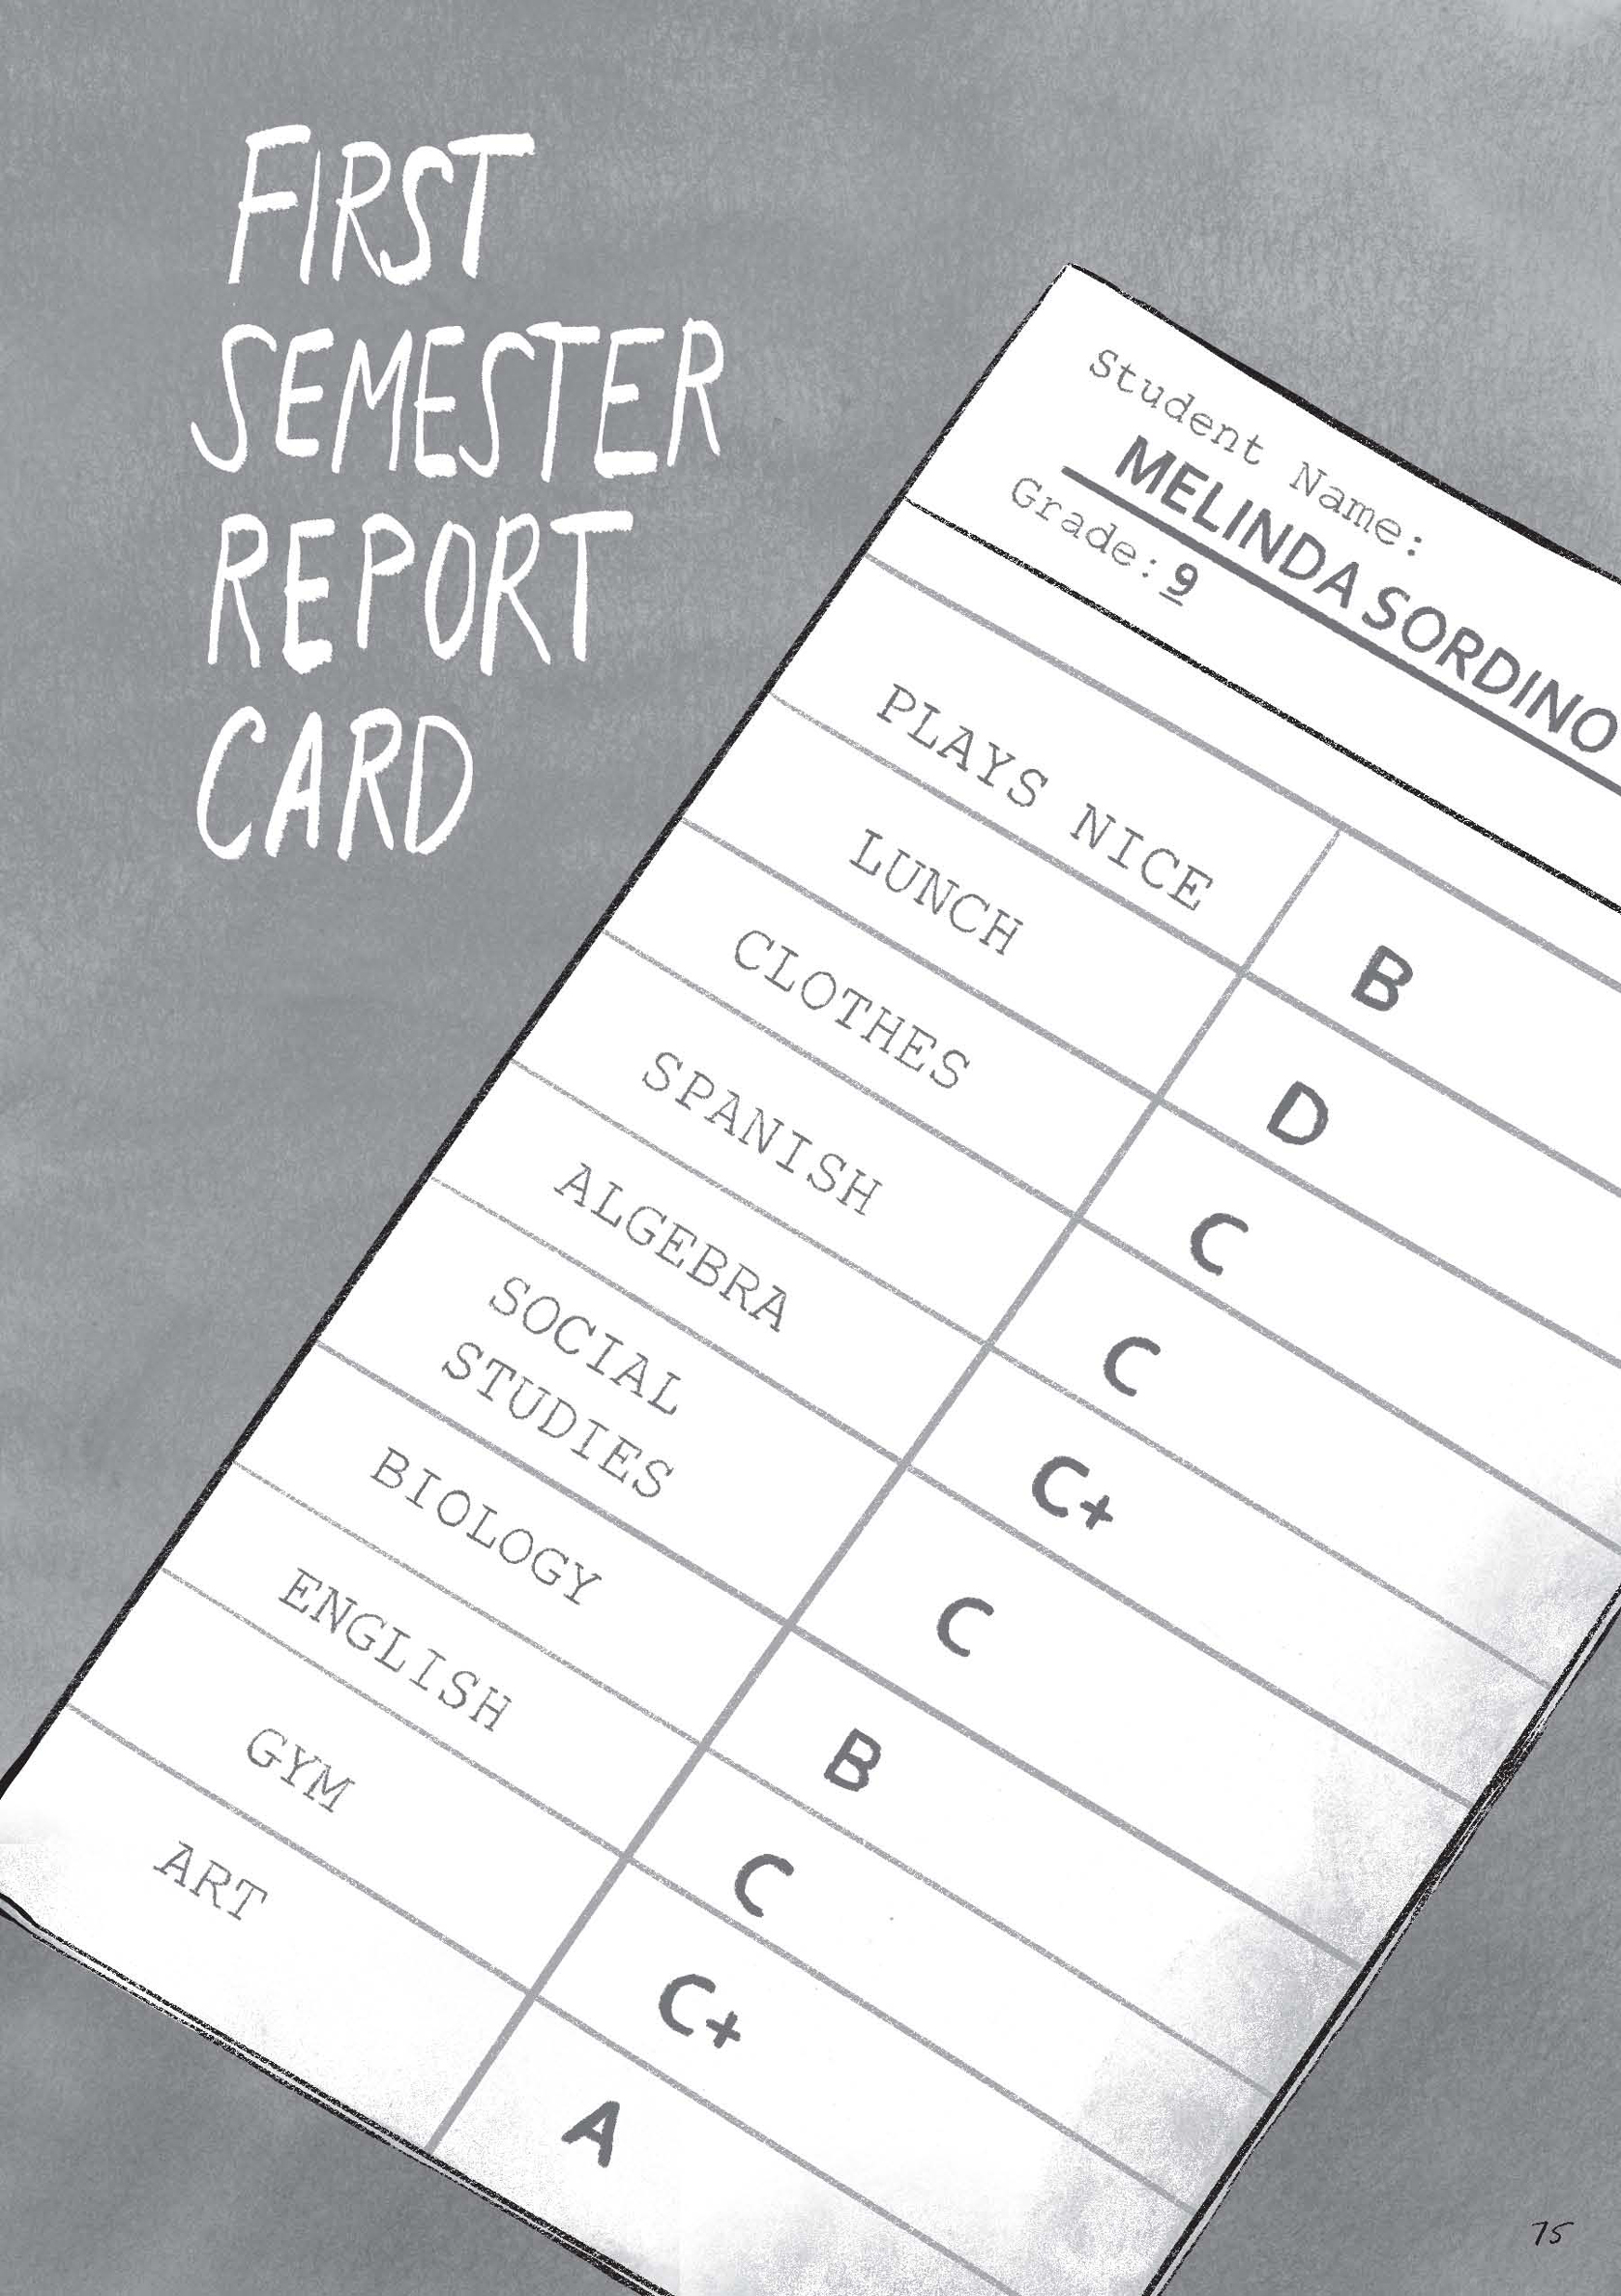 FIRST
SEMESTER
REPORT
CARD
Student Name:
MELINDA SORDINO
Grade: 9
PLAYS NICE B
LUNCH D
CLOTHES C
SPANISH C
ALGEBRA C+
SOCIAL
STUDIES C
BIOLOGY B
ENGLISH C
GYM C+
ART A
75